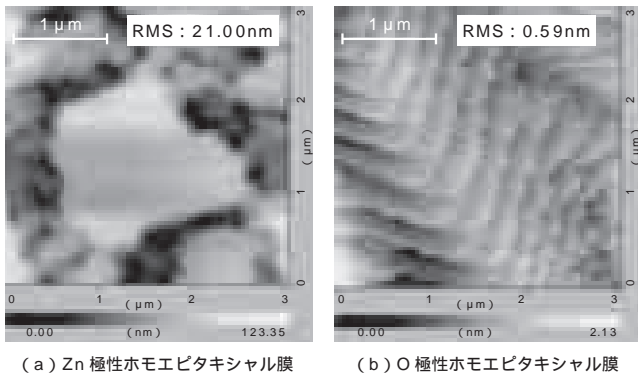 1 μm
RMS：21.00nm
3
2
1
0
（μm）
0 1 2 3
（μm）
0.00 （nm） 123.35
（a）Zn 極性ホモエピタキシャル膜
1 μm
RMS：0.59nm
3
2
1
0
（μm）
0 1 2 3
（μm）
0.00 （nm） 2.13
（b）O 極性ホモエピタキシャル膜